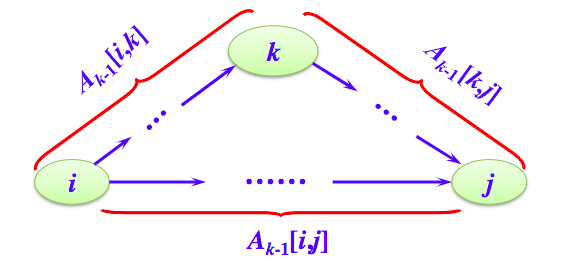 k
A_{k-1}[i,k]
A_{k-1}[k,j]
...
...
i
......
j
A_{k-1}[i,j]